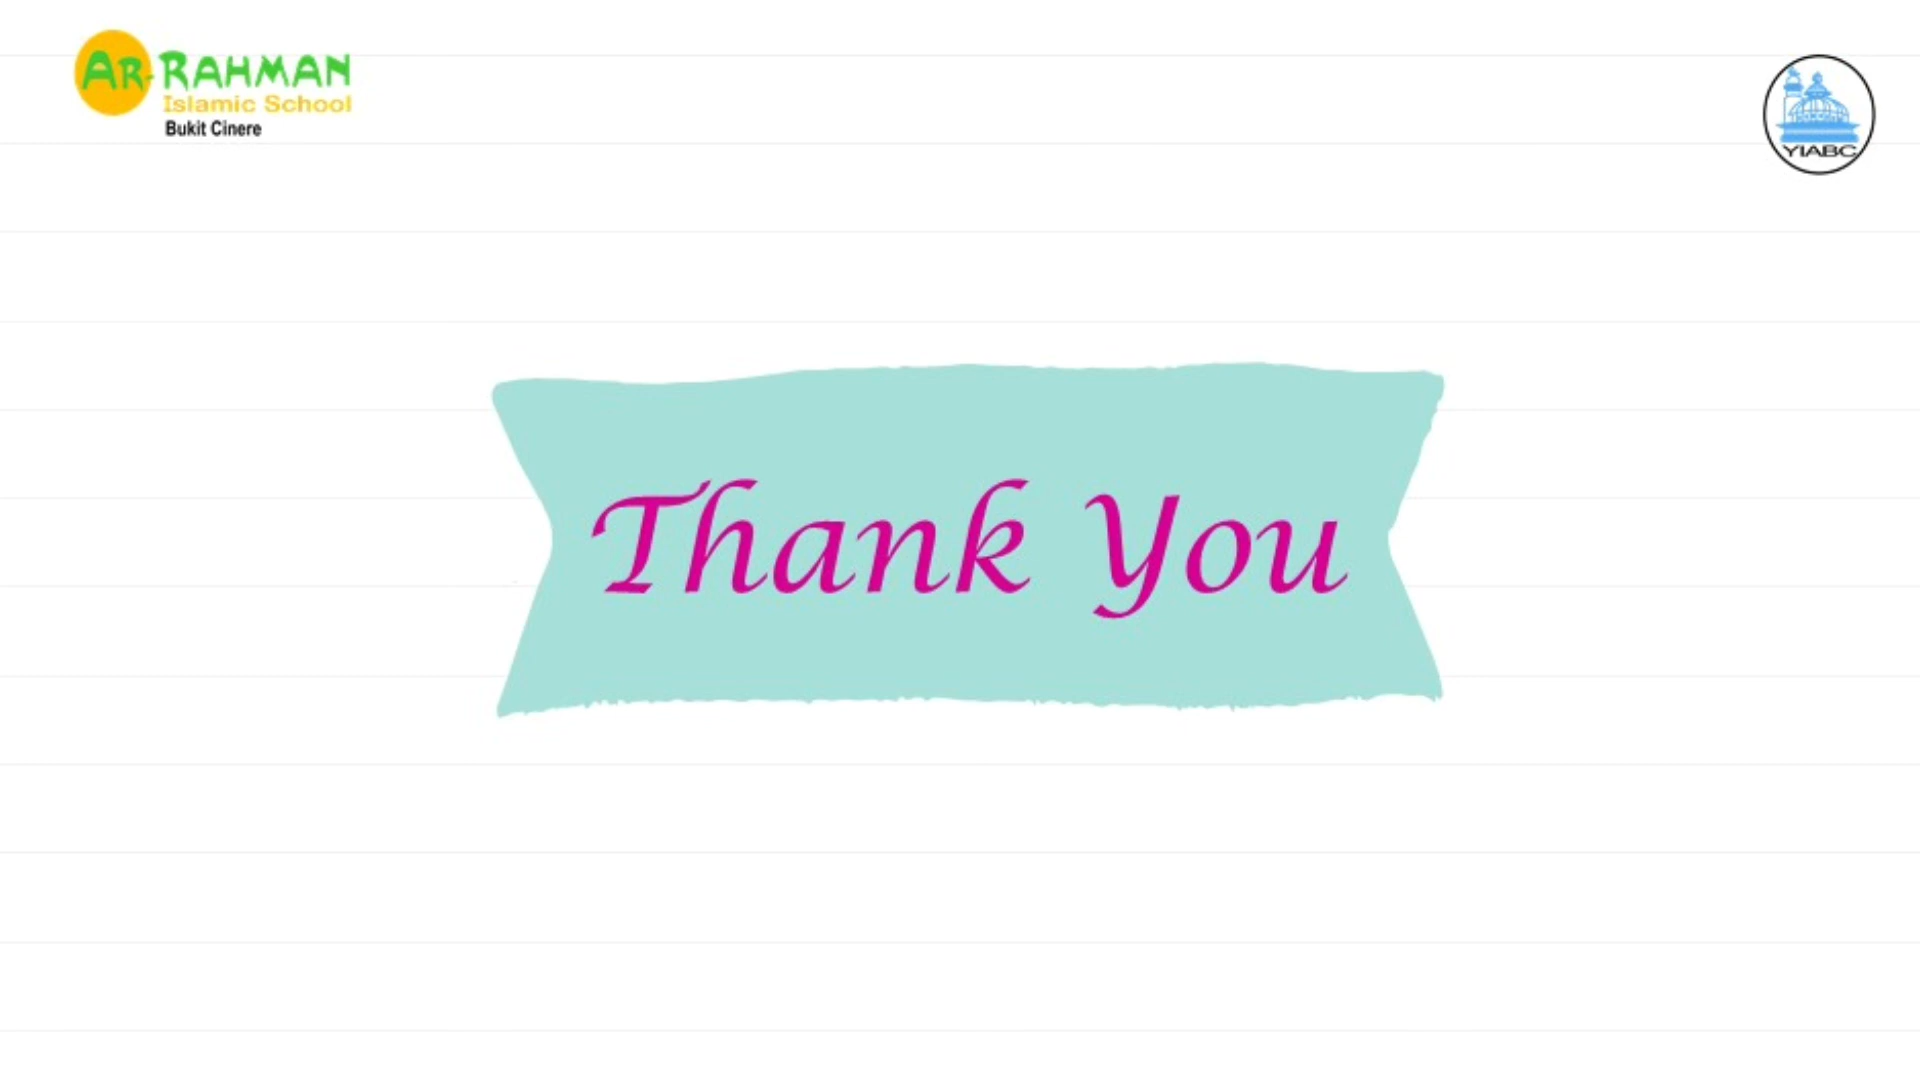 AR-RAHMAN
Islamic School
Bukit Cinere
YIABC
Thank You